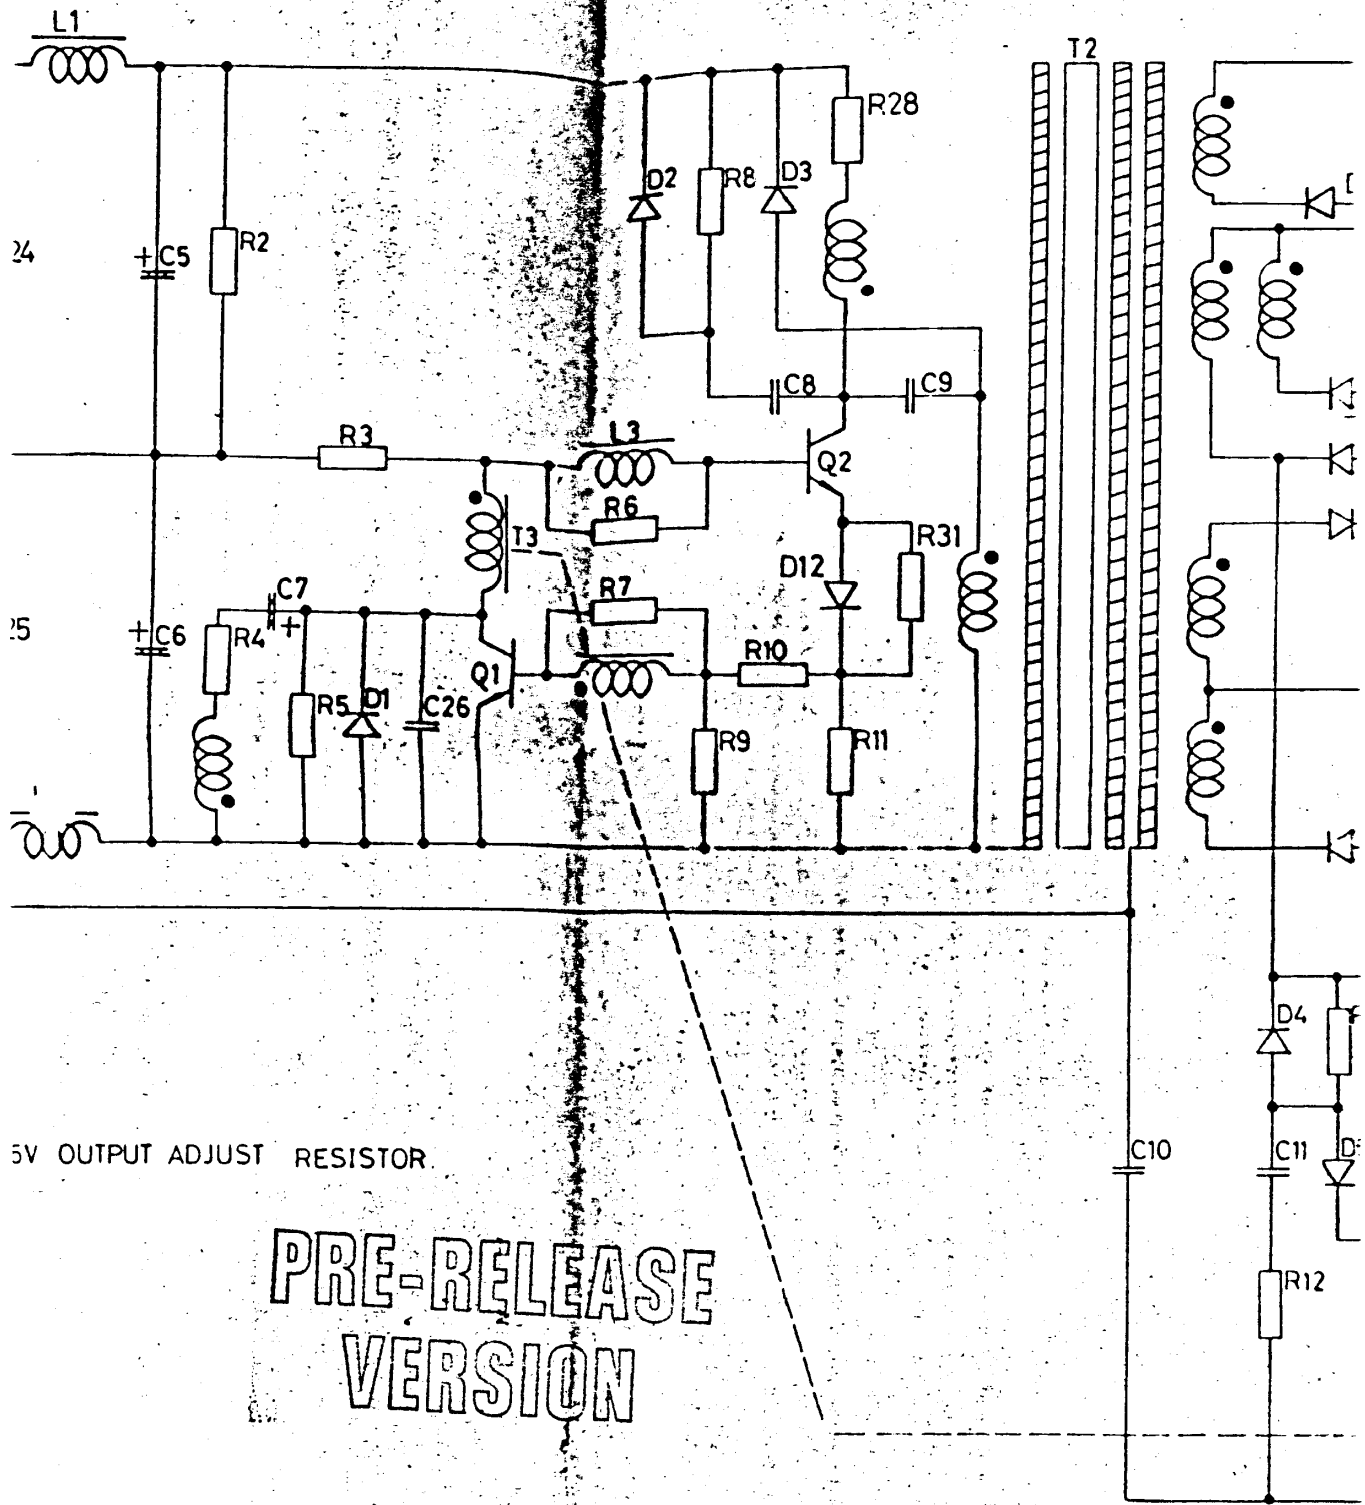 L1
T2
R28
D2
R8
D3
24
C5
R2
C8
C9
R3
L3
Q2
R6
T3
R31
D12
C7
R7
25
C6
R4
R10
Q1
R5
D1
C26
R9
R11
D4
5V OUTPUT ADJUST RESISTOR.
C10
C11
PRE-RELEASE
VERSION
R12